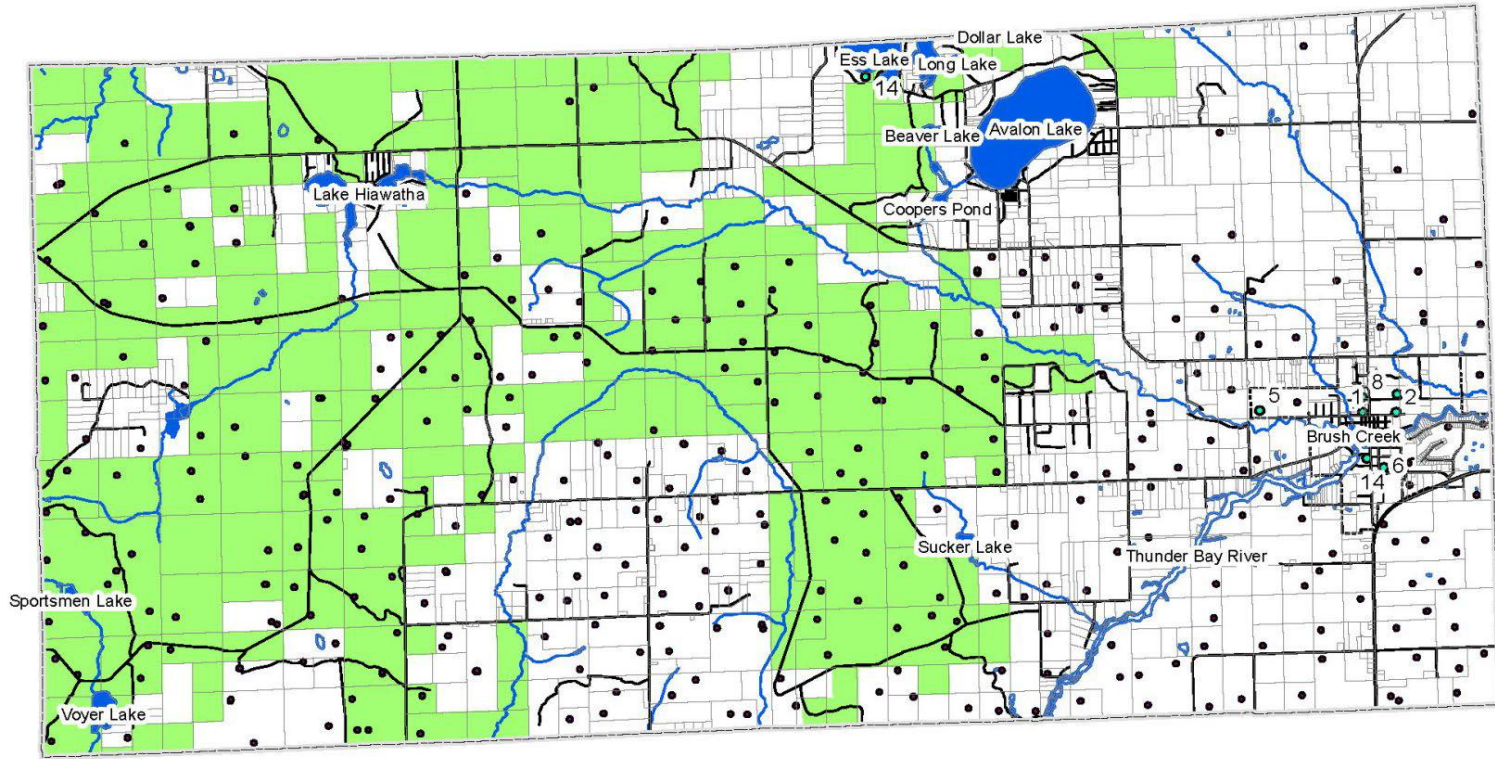 Dollar Lake
Ess Lake
Long Lake
14
Beaver Lake
Avalon Lake
Lake Hiawatha
Coopers Pond
8
5
1
2
Brush Creek
6
14
Sucker Lake
Thunder Bay River
Sportsmen Lake
Voyer Lake